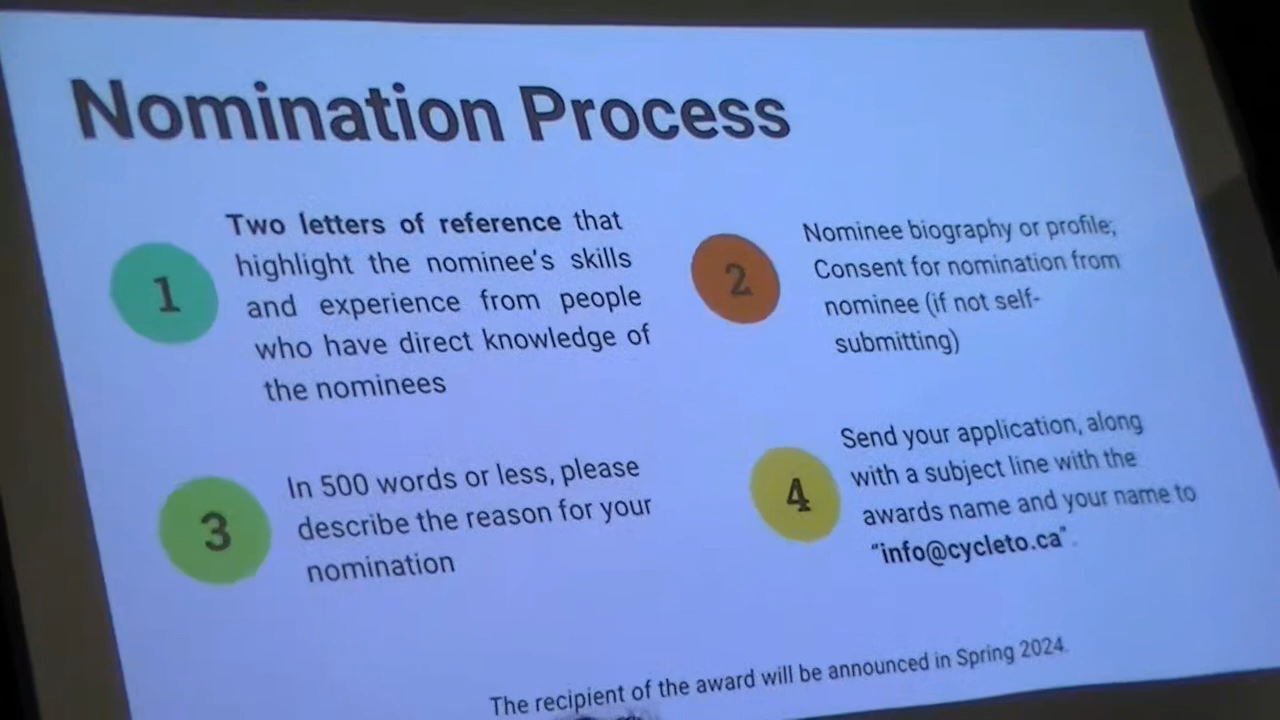 Nomination Process
1
Two letters of reference that
highlight the nominee's skills
and experience from people
who have direct knowledge of
the nominees
2
Nominee biography or profile;
Consent for nomination from
nominee (if not self-
submitting)
3
In 500 words or less, please
describe the reason for your
nomination
4
Send your application, along
with a subject line with the
awards name and your name to
"info@cycleto.ca".
The recipient of the award will be announced in Spring 2024.